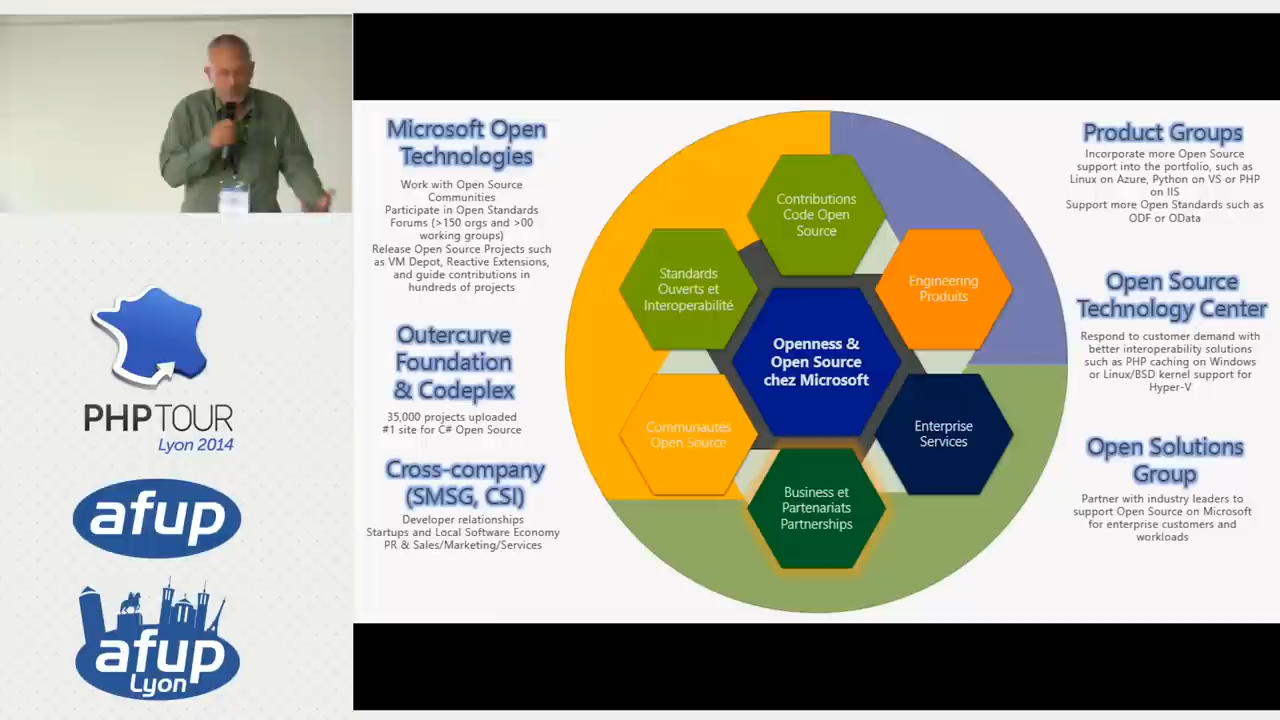 Microsoft Open
Technologies
Work with Open Source
Communities
Participate in Open Standards
Forums (>150 orgs and >00
working groups)
Release Open Source Projects such
as VM Depot, Reactive Extensions,
and guide contributions in
hundreds of projects
Outercurve
Foundation
& Codeplex
35,000 projects uploaded
#1 site for C# Open Source
Cross-company
(SMSG, CSI)
Developer relationships
Startups and Local Software Economy
PR & Sales/Marketing/Services
Contributions
Code Open
Source
Standards
Ouverts et
Interoperabilité
Engineering
Produits
Openness &
Open Source
chez Microsoft
Communautés
Open Source
Enterprise
Services
Business et
Partenariats
Partnerships
Product Groups
Incorporate more Open Source
support into the portfolio, such as
Linux on Azure, Python on VS or PHP
on IIS
Support more Open Standards such as
ODF or OData
Open Source
Technology Center
Respond to customer demand with
better interoperability solutions
such as PHP caching on Windows
or Linux/BSD kernel support for
Hyper-V
Open Solutions
Group
Partner with industry leaders to
support Open Source on Microsoft
for enterprise customers and
workloads
PHP TOUR
Lyon 2014
afup
afup
Lyon